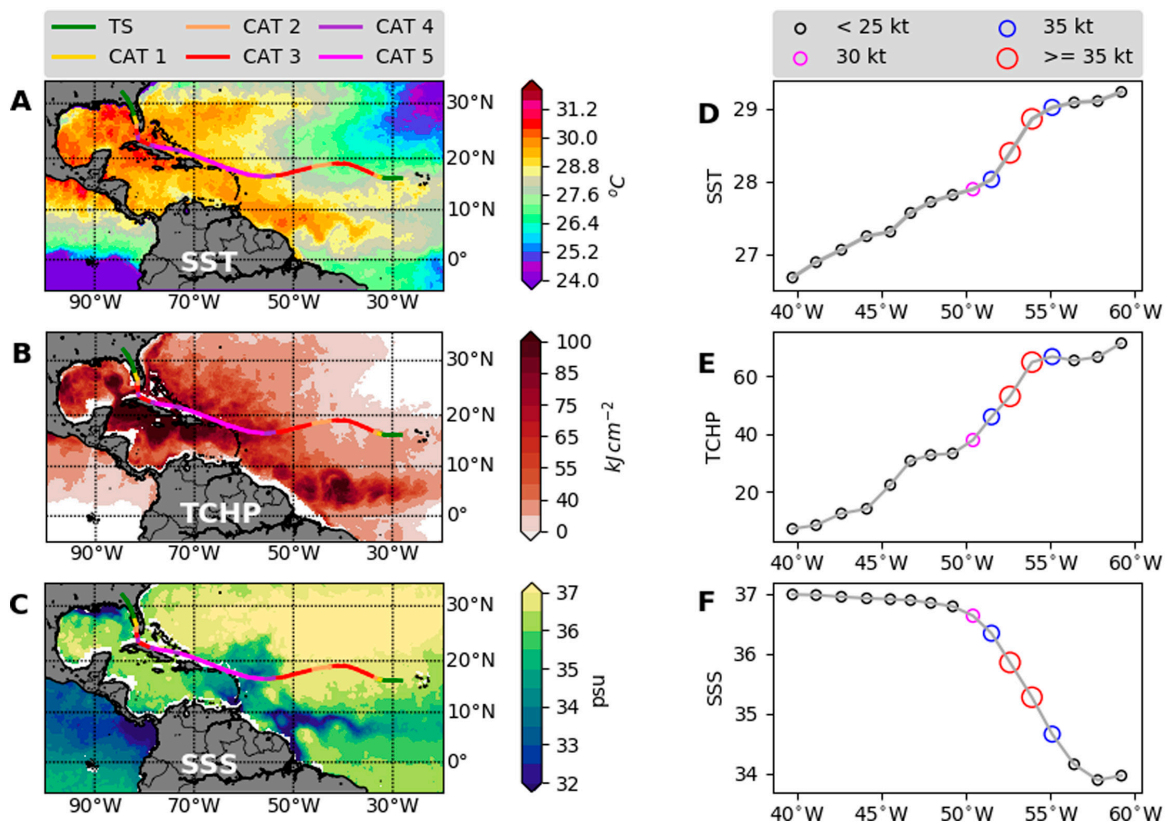 TS CAT 2 CAT 4
CAT 1 CAT 3 CAT 5
< 25 kt 35 kt
30 kt >= 35 kt
A
30°N
20°N
10°N
0°
SST
90°W 70°W 50°W 30°W
31.2
30.0
28.8
27.6
26.4
25.2
24.0
°C
D
29
28
27
SST
40°W 45°W 50°W 55°W 60°W
B
30°N
20°N
10°N
0°
TCHP
90°W 70°W 50°W 30°W
100
85
75
65
55
40
0
kJ cm⁻²
E
60
40
20
TCHP
40°W 45°W 50°W 55°W 60°W
C
30°N
20°N
10°N
0°
SSS
90°W 70°W 50°W 30°W
37
36
35
34
33
32
psu
F
37
36
35
34
SSS
40°W 45°W 50°W 55°W 60°W